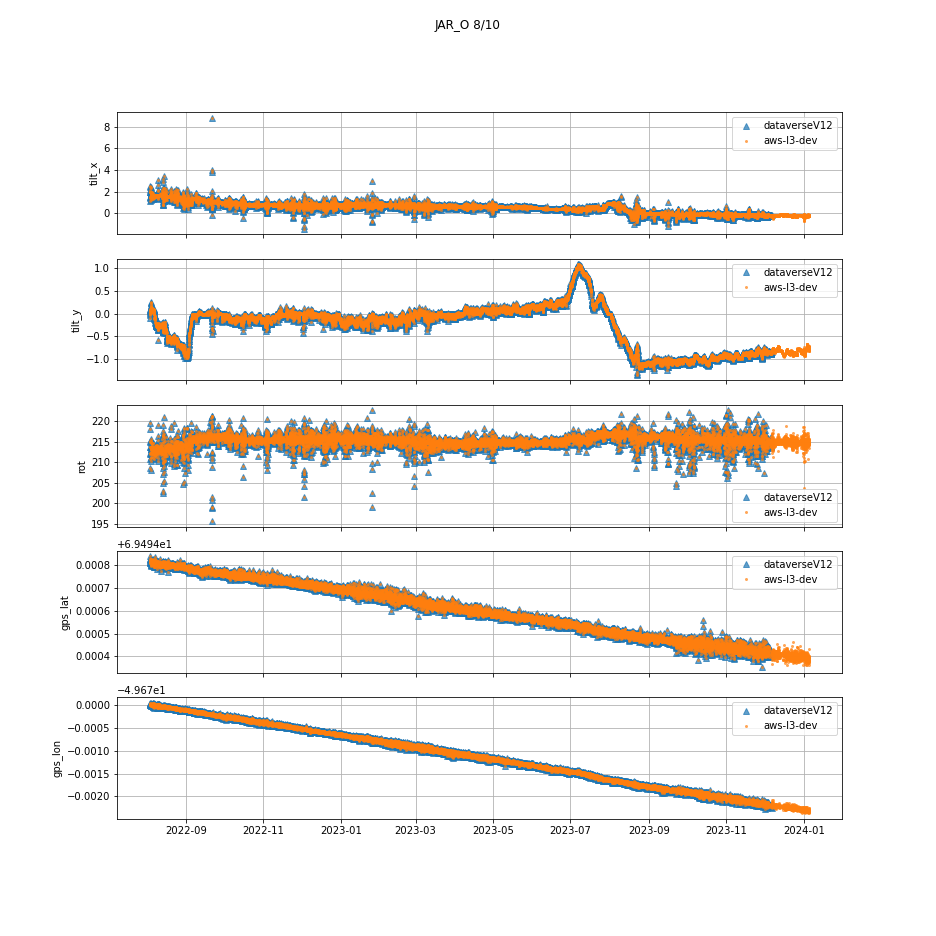 JAR_O 8/10
8
6
4
2
0
tilt_x
dataverseV12
aws-l3-dev
1.0
0.5
0.0
−0.5
−1.0
tilt_y
dataverseV12
aws-l3-dev
220
215
210
205
200
195
rot
dataverseV12
aws-l3-dev
+6.9494e1
0.0008
0.0007
0.0006
0.0005
0.0004
gps_lat
dataverseV12
aws-l3-dev
−4.967e1
0.0000
−0.0005
−0.0010
−0.0015
−0.0020
gps_lon
dataverseV12
aws-l3-dev
2022-09 2022-11 2023-01 2023-03 2023-05 2023-07 2023-09 2023-11 2024-01